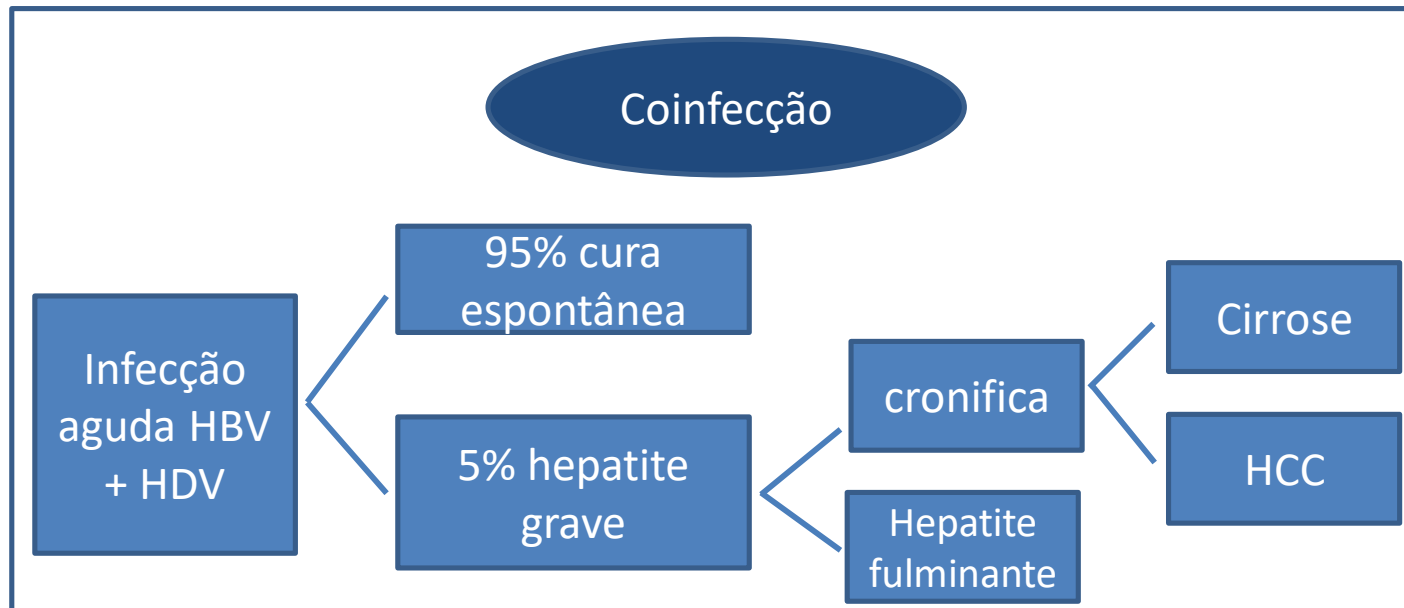 Coinfecção
95% cura
espontânea
Infecção
aguda HBV
+ HDV
5% hepatite
grave
cronifica
Hepatite
fulminante
Cirrose
HCC